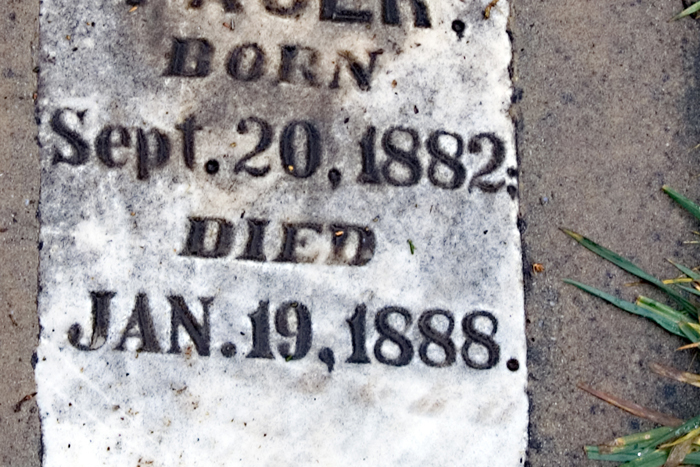 BORN
Sept. 20, 1882.
DIED
JAN. 19, 1888.